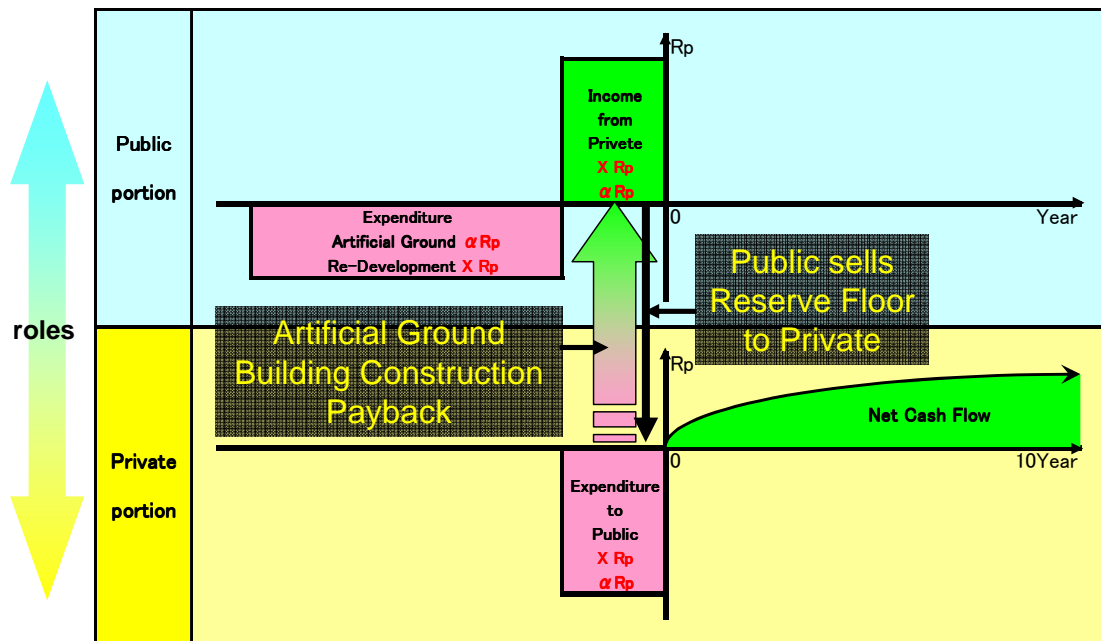 roles
Public
portion
Rp
Income
from
Privete
X Rp
α Rp
0
Year
Expenditure
Artificial Ground α Rp
Re-Development X Rp
Public sells
Reserve Floor
to Private
Artificial Ground
Building Construction
Payback
Private
portion
Rp
Net Cash Flow
0
10Year
Expenditure
to
Public
X Rp
α Rp